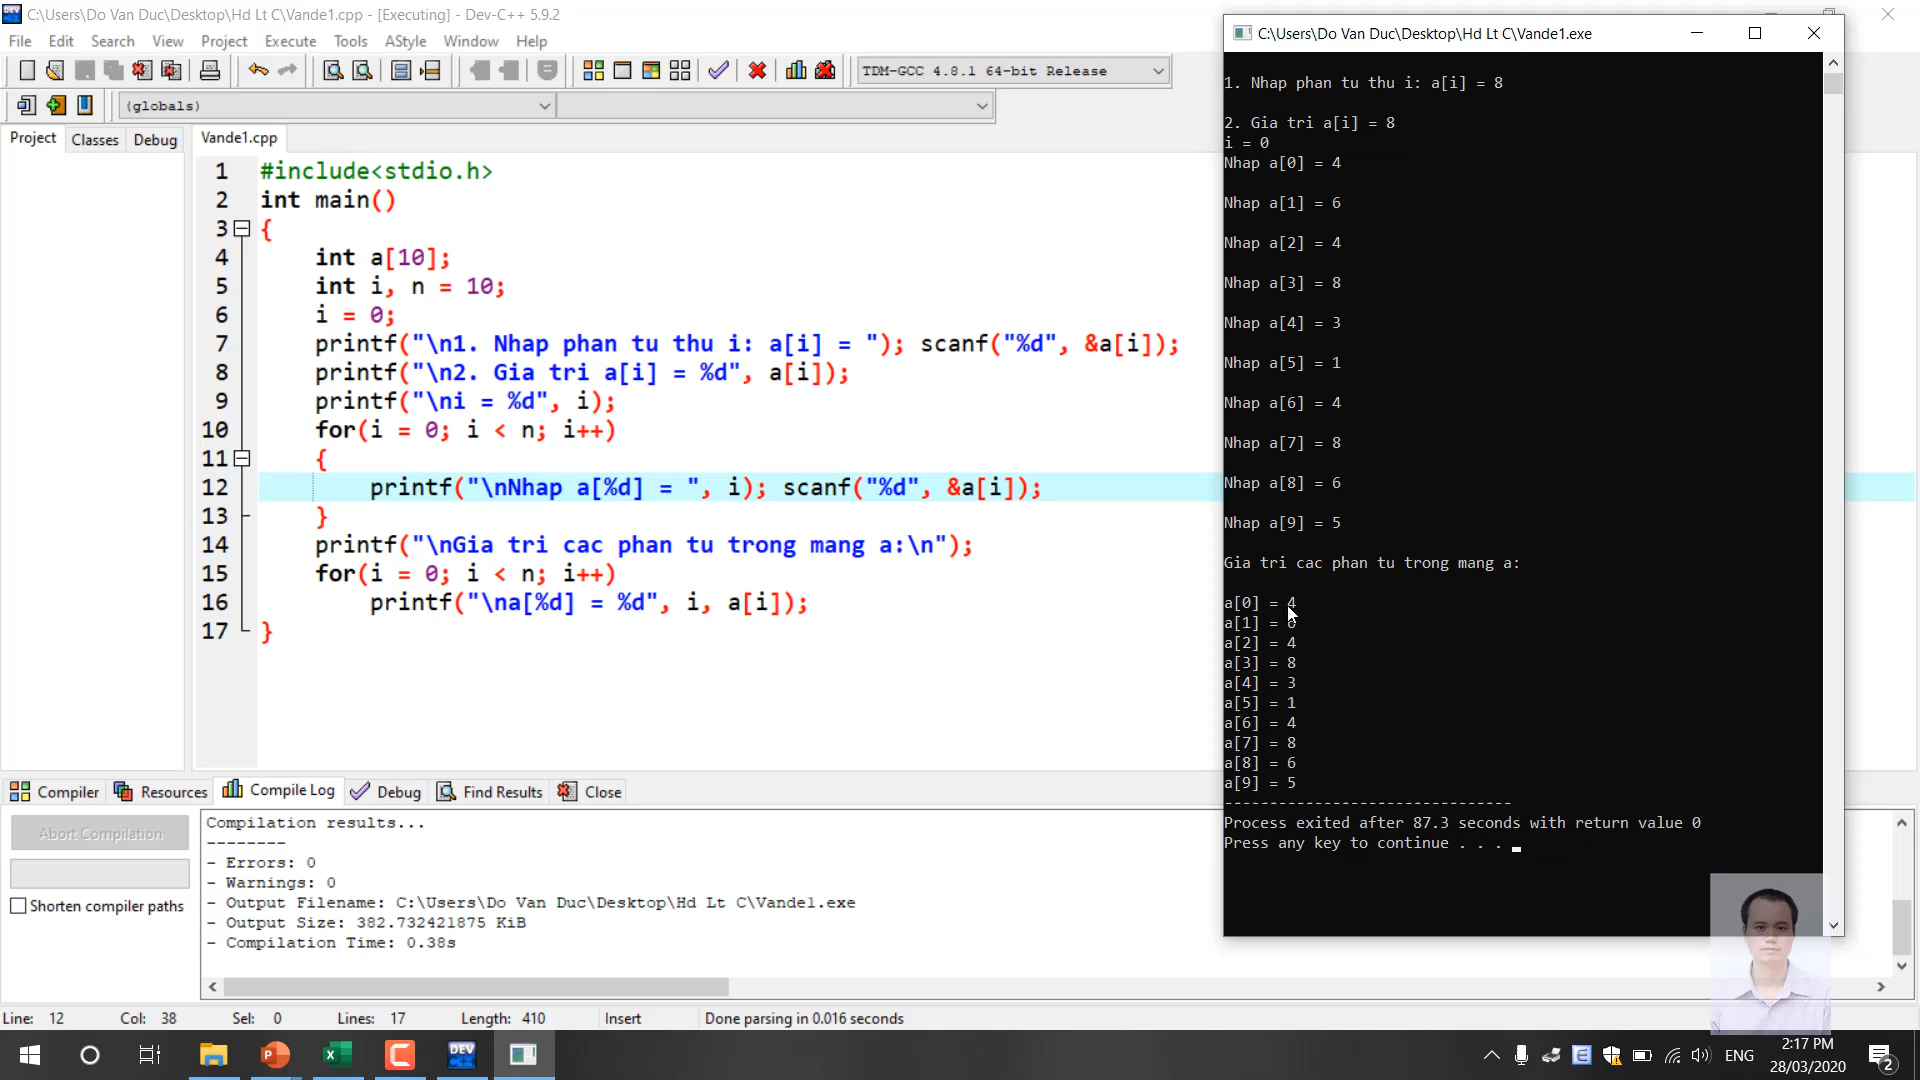 C:\Users\Do Van Duc\Desktop\Hd Lt C\Vande1.cpp - [Executing] - Dev-C++ 5.9.2
File Edit Search View Project Execute Tools AStyle Window Help
TDM-GCC 4.8.1 64-bit Release
(globals)
Project Classes Debug
Vande1.cpp
1 #include<stdio.h>
2 int main()
3 {
4 int a[10];
5 int i, n = 10;
6 i = 0;
7 printf("\n1. Nhap phan tu thu i: a[i] = "); scanf("%d", &a[i]);
8 printf("\n2. Gia tri a[i] = %d", a[i]);
9 printf("\ni = %d", i);
10 for(i = 0; i < n; i++)
11 {
12 printf("\nNhap a[%d] = ", i); scanf("%d", &a[i]);
13 }
14 printf("\nGia tri cac phan tu trong mang a:\n");
15 for(i = 0; i < n; i++)
16 printf("\na[%d] = %d", i, a[i]);
17 }
C:\Users\Do Van Duc\Desktop\Hd Lt C\Vande1.exe
1. Nhap phan tu thu i: a[i] = 8
2. Gia tri a[i] = 8
i = 0
Nhap a[0] = 4
Nhap a[1] = 6
Nhap a[2] = 4
Nhap a[3] = 8
Nhap a[4] = 3
Nhap a[5] = 1
Nhap a[6] = 4
Nhap a[7] = 8
Nhap a[8] = 6
Nhap a[9] = 5
Gia tri cac phan tu trong mang a:
a[0] = 4
a[1] = 6
a[2] = 4
a[3] = 8
a[4] = 3
a[5] = 1
a[6] = 4
a[7] = 8
a[8] = 6
a[9] = 5
--------------------------------
Process exited after 87.3 seconds with return value 0
Press any key to continue . . .
Compiler Resources Compile Log Debug Find Results Close
Abort Compilation
Shorten compiler paths
Compilation results...
--------
- Errors: 0
- Warnings: 0
- Output Filename: C:\Users\Do Van Duc\Desktop\Hd Lt C\Vande1.exe
- Output Size: 382.732421875 KiB
- Compilation Time: 0.38s
Line: 12 Col: 38 Sel: 0 Lines: 17 Length: 410 Insert Done parsing in 0.016 seconds
DEV
ENG
2:17 PM
28/03/2020
2